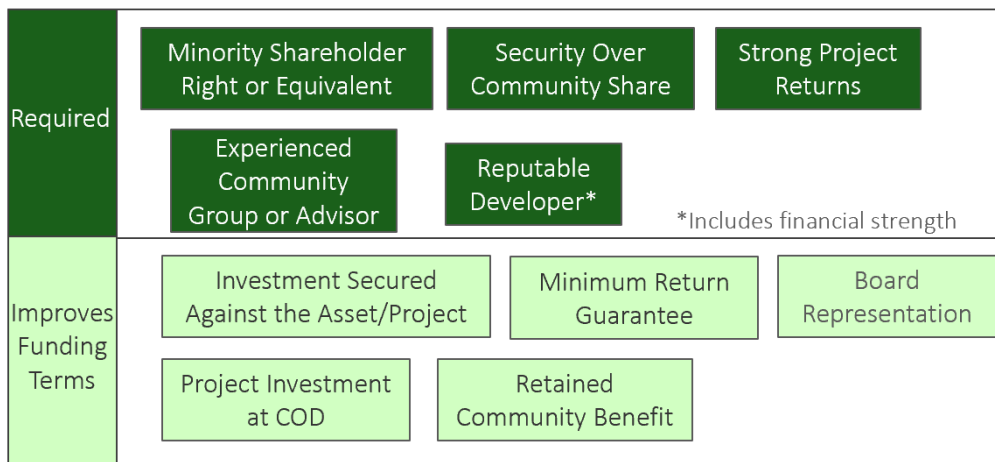 Required
Minority Shareholder
Right or Equivalent
Security Over
Community Share
Strong Project
Returns
Experienced
Community
Group or Advisor
Reputable
Developer*
*Includes financial strength
Improves
Funding
Terms
Investment Secured
Against the Asset/Project
Minimum Return
Guarantee
Board
Representation
Project Investment
at COD
Retained
Community Benefit